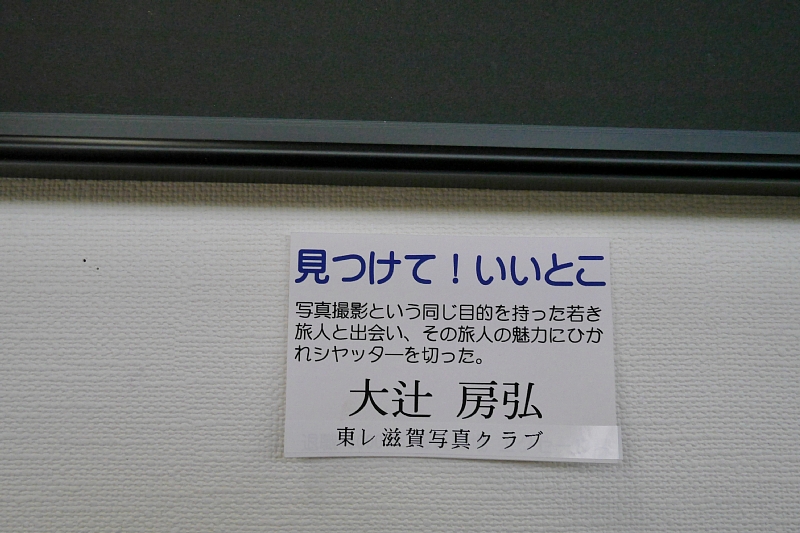 見つけて！いいとこ
写真撮影という同じ目的を持った若き
旅人と出会い、その旅人の魅力にひか
れシヤッターを切った。
大辻 房弘
東レ滋賀写真クラブ